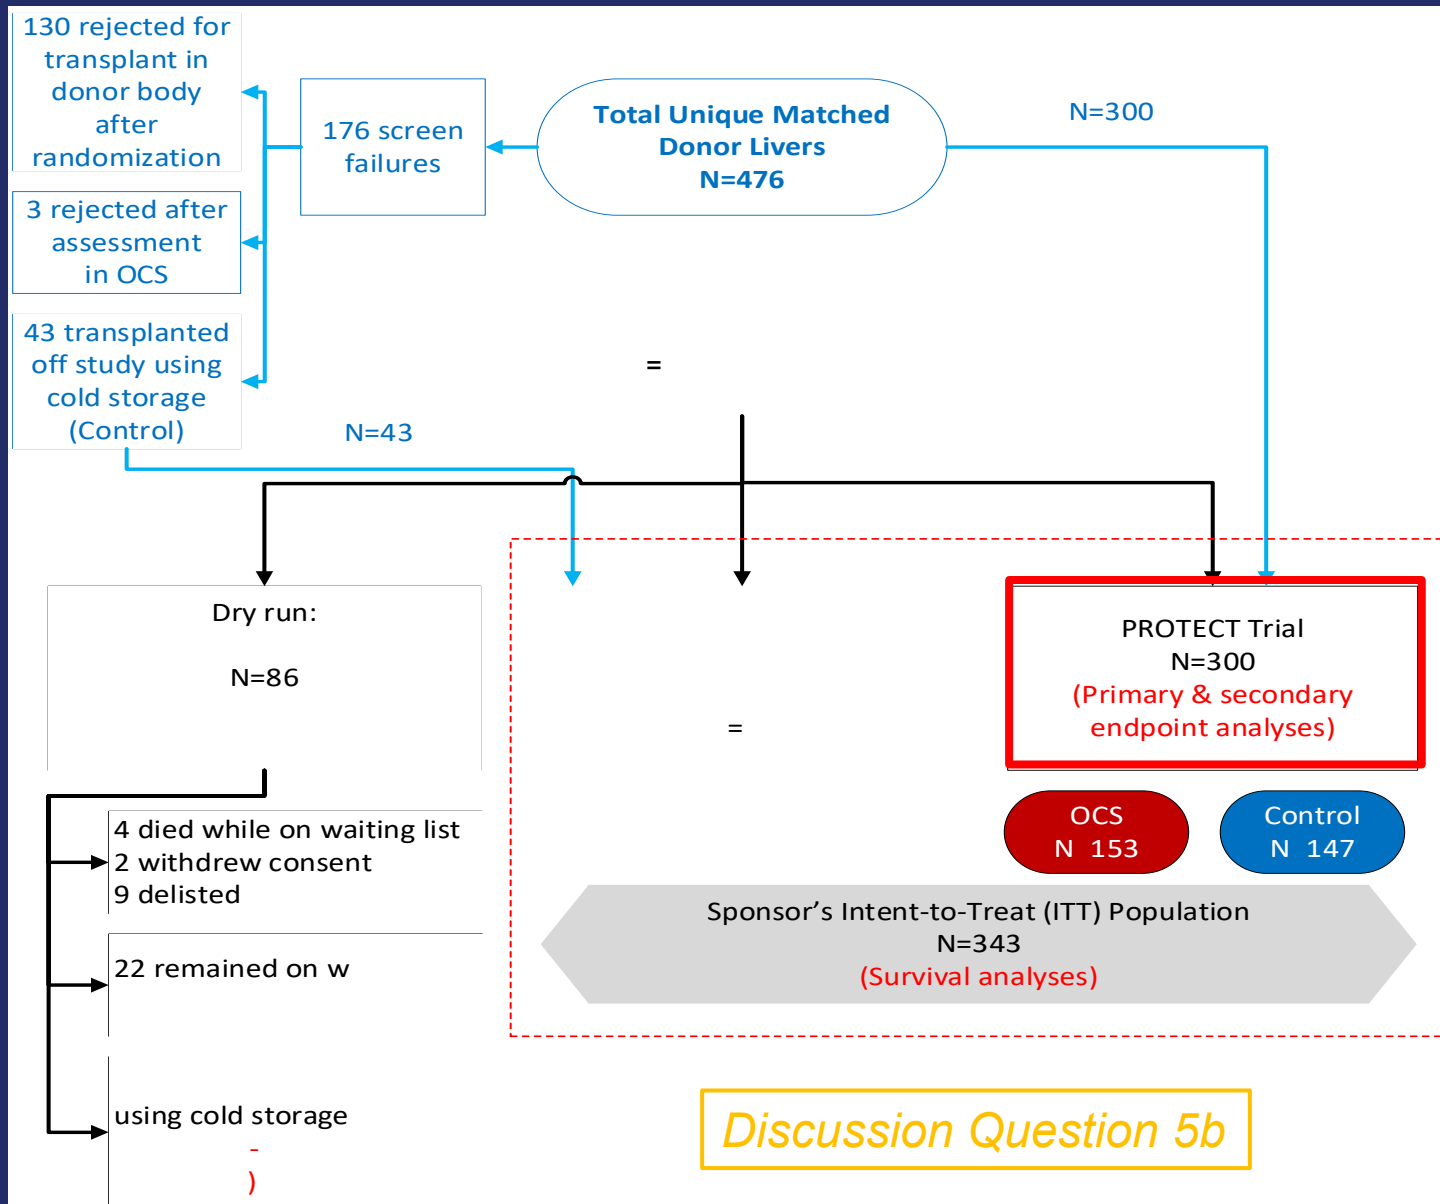 130 rejected for
transplant in
donor body
after
randomization
3 rejected after
assessment
in OCS
43 transplanted
off study using
cold storage
(Control)
176 screen
failures
Total Unique Matched
Donor Livers
N=476
N=300
N=43
=
Dry run:
N=86
4 died while on waiting list
2 withdrew consent
9 delisted
22 remained on w
using cold storage
-
)
=
PROTECT Trial
N=300
(Primary & secondary
endpoint analyses)
OCS
N 153
Control
N 147
Sponsor's Intent-to-Treat (ITT) Population
N=343
(Survival analyses)
Discussion Question 5b